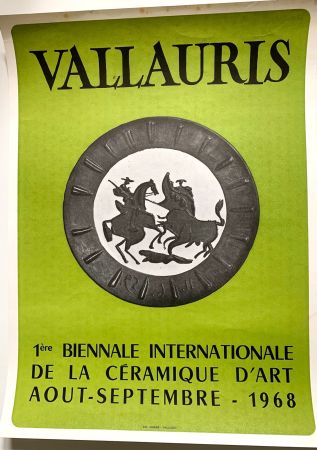 VALLAURIS
1ère BIENNALE INTERNATIONALE
DE LA CÉRAMIQUE D'ART
AOUT-SEPTEMBRE - 1968